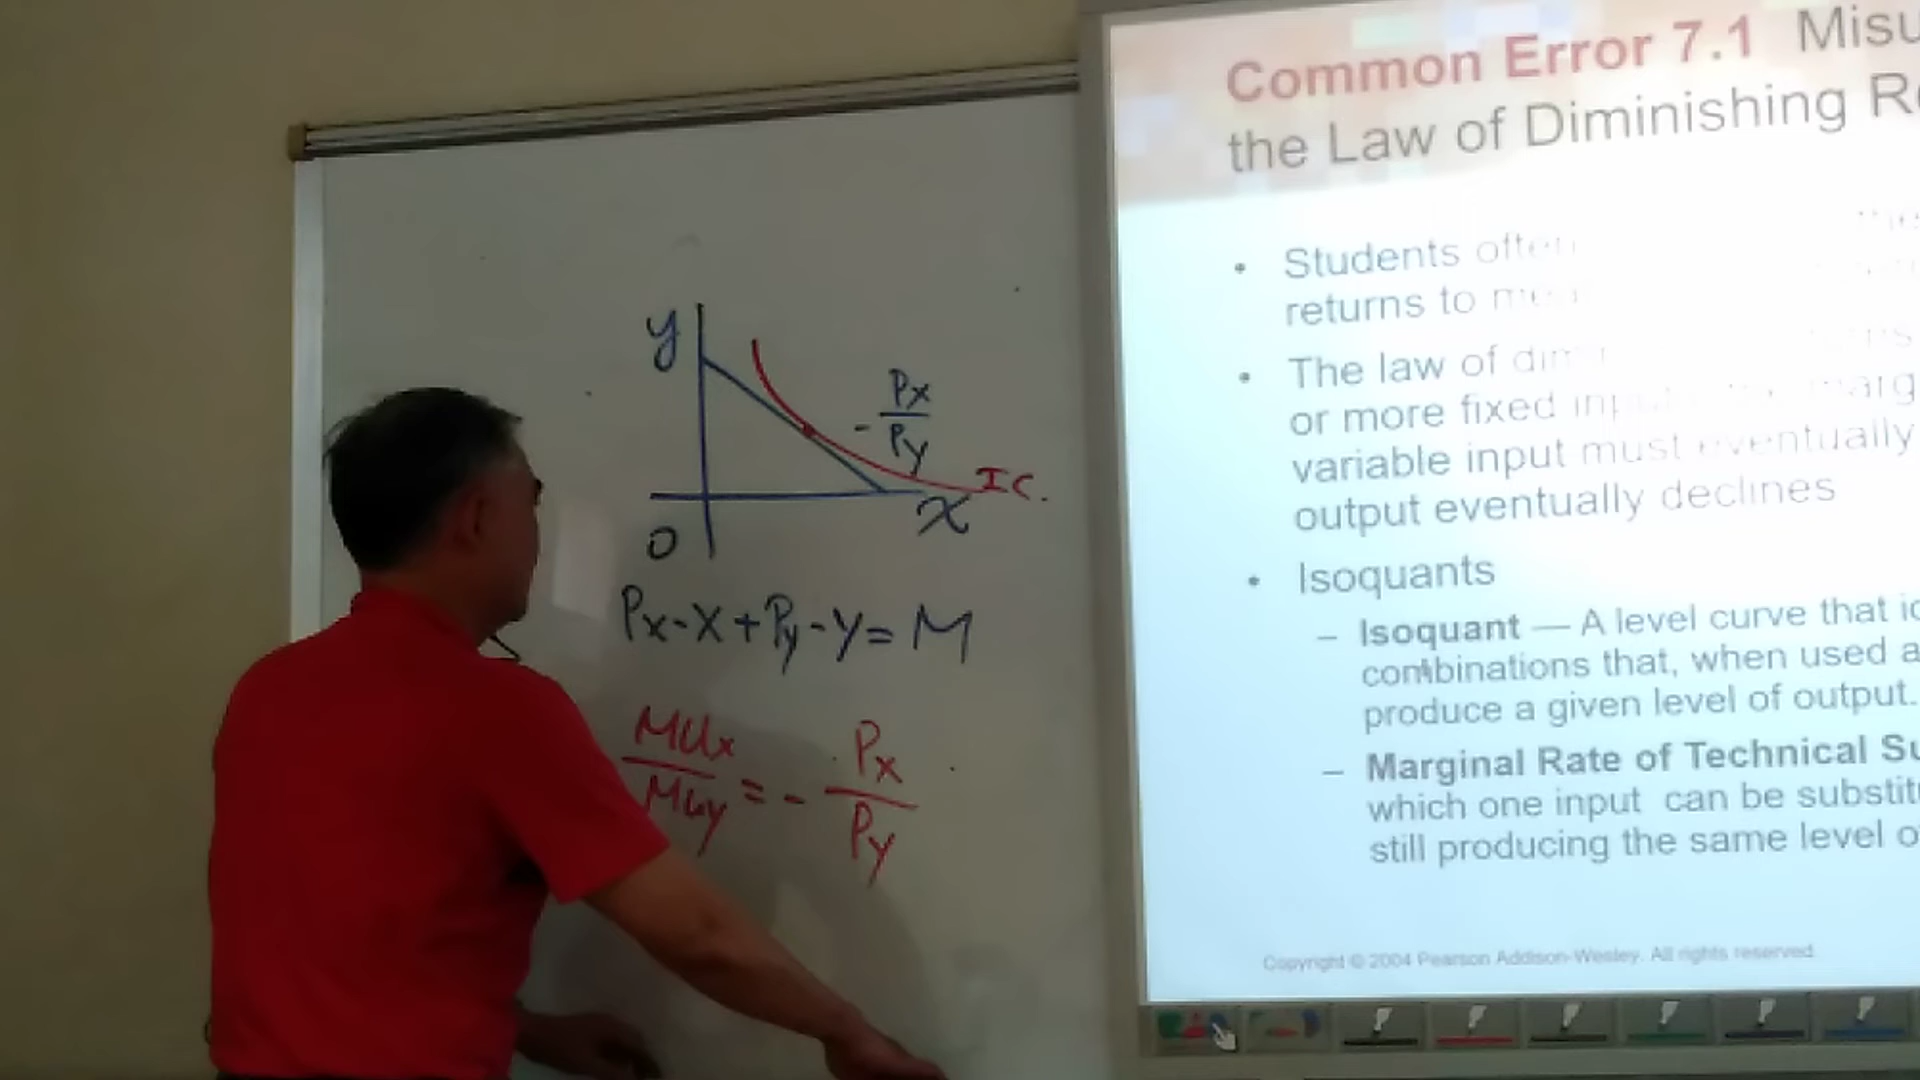 y
Px
- —
Py
IC.
x
0
Px-X+Py-Y=M
MUx
— = -
MUy
Px
—
Py
Common Error 7.1 Misu
the Law of Diminishing R
Students often
returns to
The law of
or more fixed
variable input must eventually
output eventually declines
Isoquants
– Isoquant — A level curve that
combinations that, when used a
produce a given level of output.
– Marginal Rate of Technical Su
which one input can be substit
still producing the same level o
Copyright © 2004 Pearson Addison-Wesley. All rights reserved.